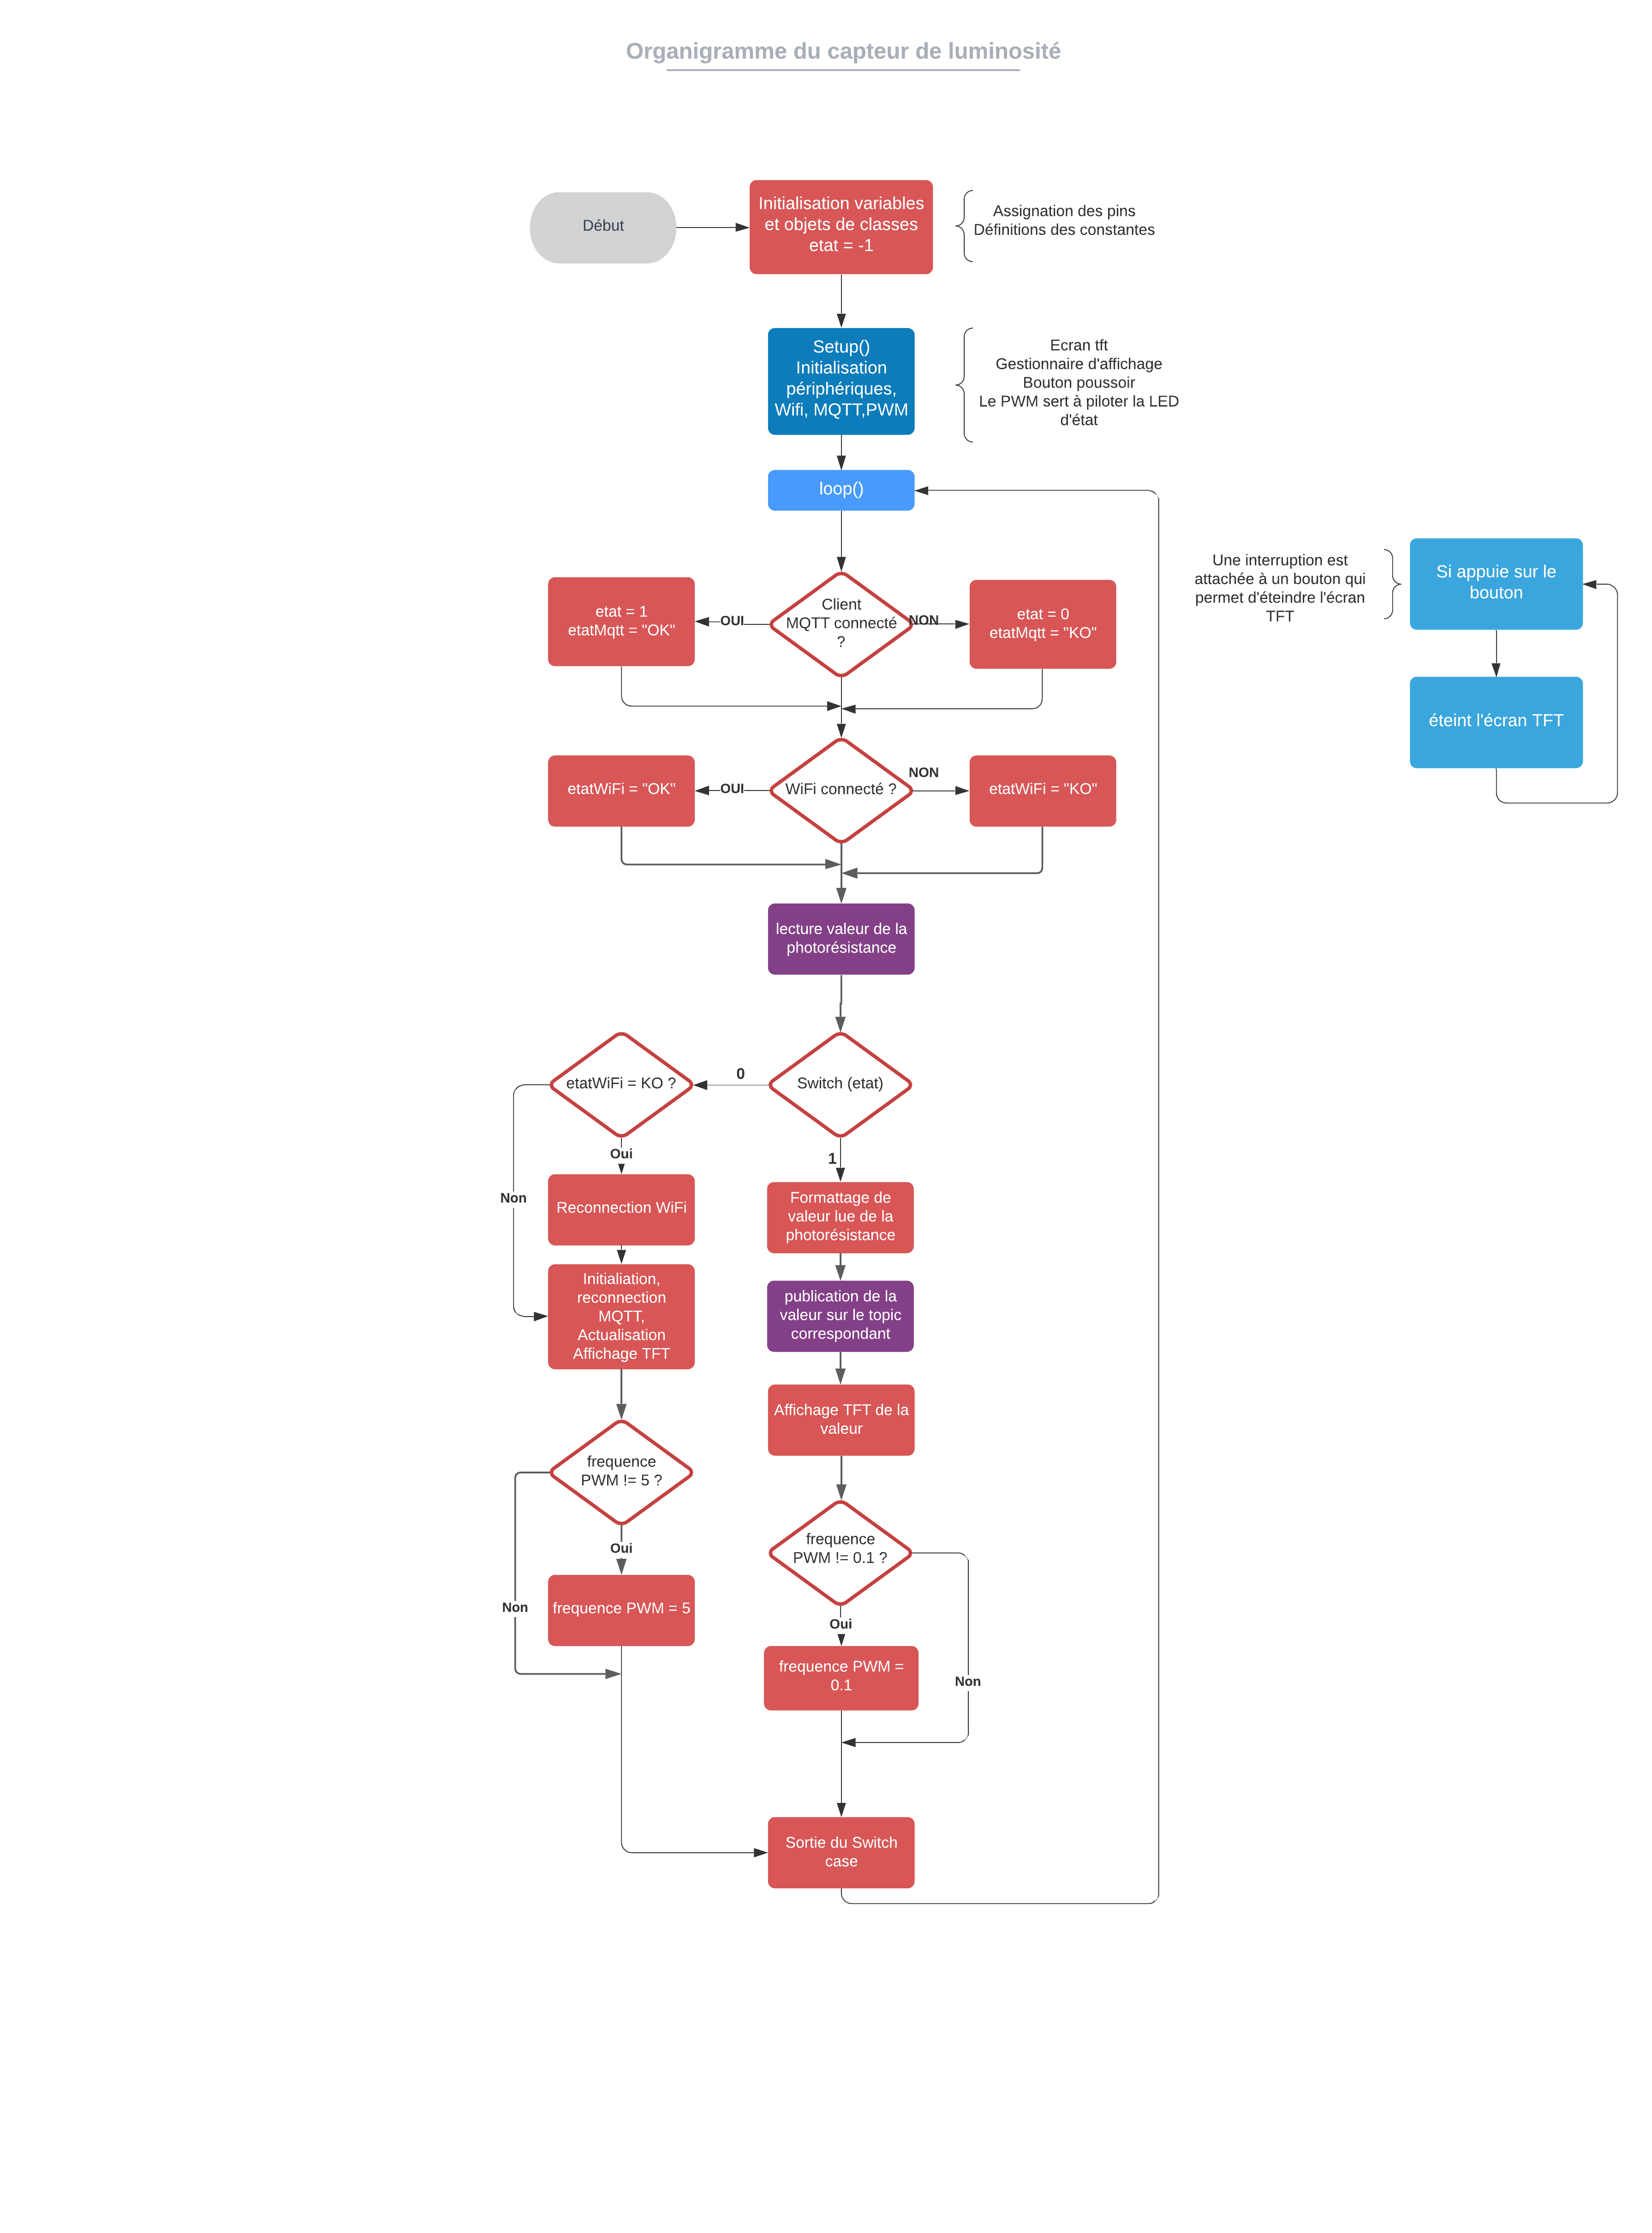 Organigramme du capteur de luminosité
Début
Initialisation variables
et objets de classes
etat = -1
Assignation des pins
Définitions des constantes
Setup()
Initialisation
périphériques,
Wifi, MQTT,PWM
Ecran tft
Gestionnaire d'affichage
Bouton poussoir
Le PWM sert à piloter la LED
d'état
loop()
Client
MQTT connecté
?
OUI
etat = 1
etatMqtt = "OK"
NON
etat = 0
etatMqtt = "KO"
Une interruption est
attachée à un bouton qui
permet d'éteindre l'écran
TFT
Si appuie sur le
bouton
éteint l'écran TFT
WiFi connecté ?
OUI
etatWiFi = "OK"
NON
etatWiFi = "KO"
lecture valeur de la
photorésistance
Switch (etat)
0
etatWiFi = KO ?
Oui
Non
Reconnection WiFi
Initialiation,
reconnection
MQTT,
Actualisation
Affichage TFT
frequence
PWM != 5 ?
Oui
Non
frequence PWM = 5
1
Formattage de
valeur lue de la
photorésistance
publication de la
valeur sur le topic
correspondant
Affichage TFT de la
valeur
frequence
PWM != 0.1 ?
Oui
Non
frequence PWM =
0.1
Sortie du Switch
case